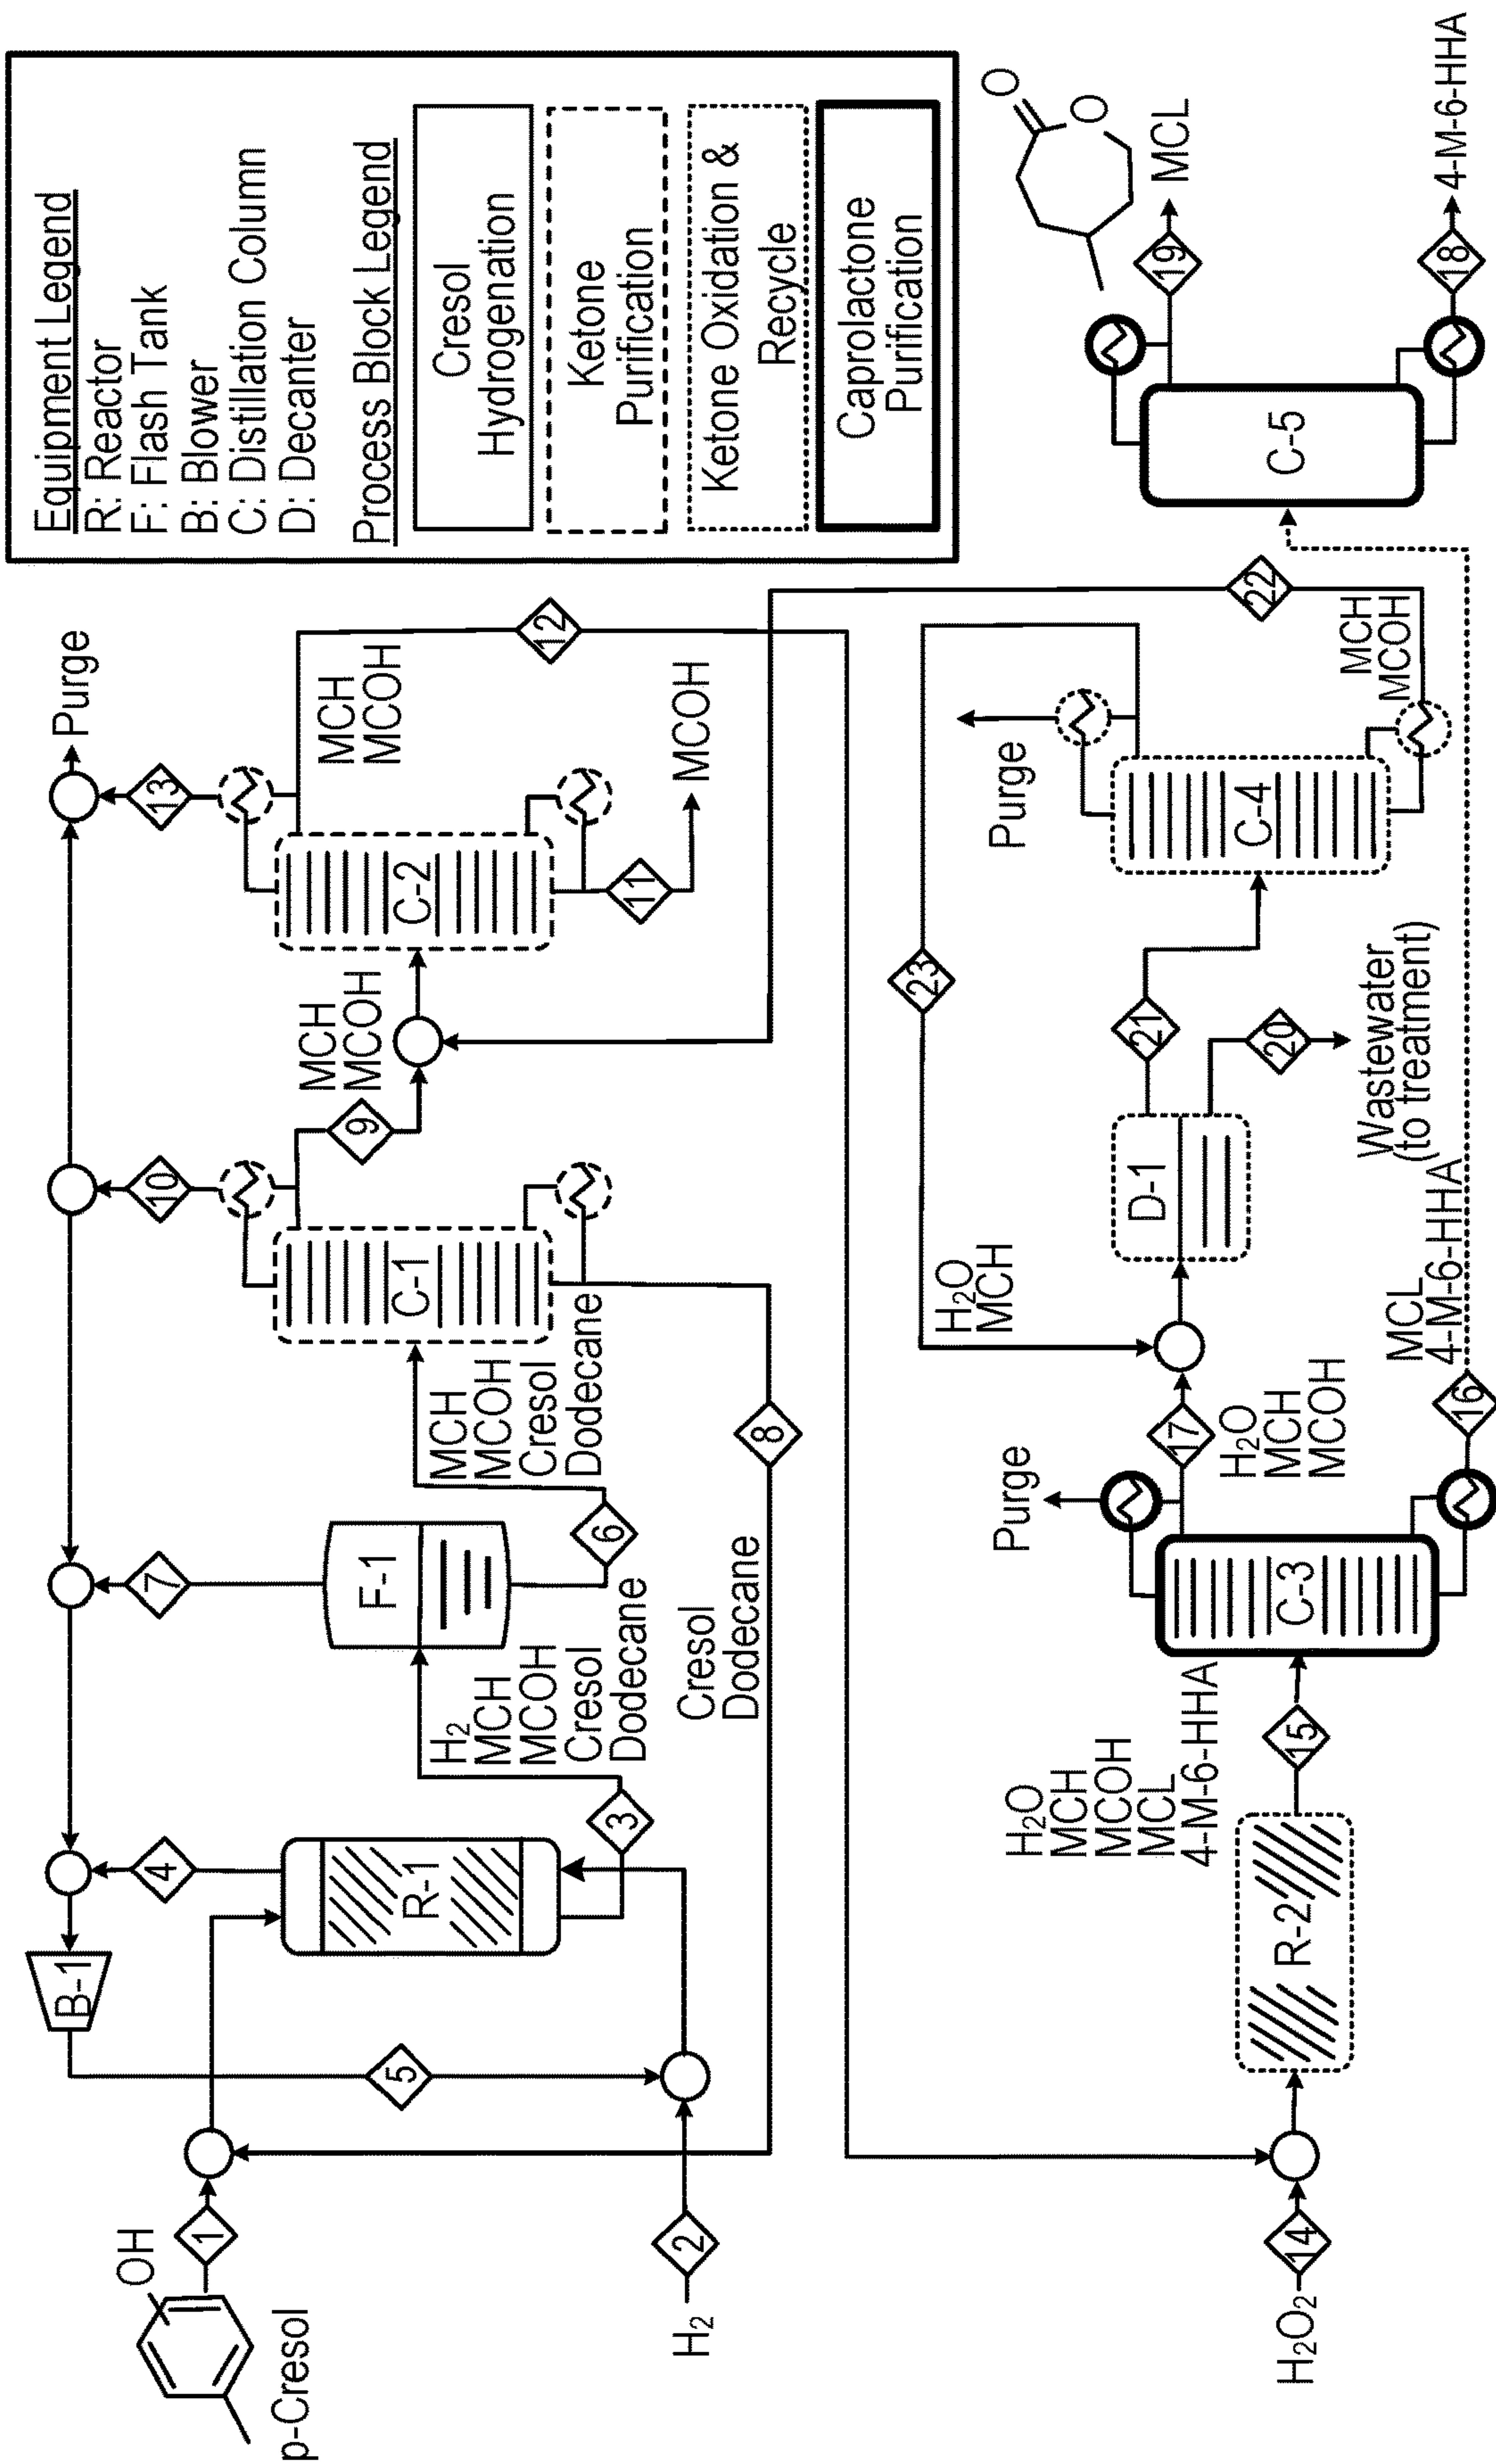 Equipment Legend
R: Reactor
F: Flash Tank
B: Blower
C: Distillation Column
D: Decanter
Process Block Legend
Cresol
Hydrogenation
Ketone
Purification
Ketone Oxidation &
Recycle
Caprolactone
Purification
OH
p-Cresol
1
H2
2
B-1
5
4
R-1
3
H2
MCH
MCOH
Cresol
Dodecane
7
F-1
6
MCH
MCOH
Cresol
Dodecane
Cresol
Dodecane
8
10
C-1
9
MCH
MCOH
Purge
13
C-2
11
MCOH
MCH
MCOH
12
H2O2
14
R-2
15
H2O
MCH
MCOH
MCL
4-M-6-HHA
C-3
Purge
17
H2O
MCH
MCOH
16
MCL
4-M-6-HHA
H2O
MCH
23
D-1
21
20
Wastewater
(to treatment)
C-4
Purge
MCH
MCOH
22
C-5
19
MCL
O
O
18
4-M-6-HHA